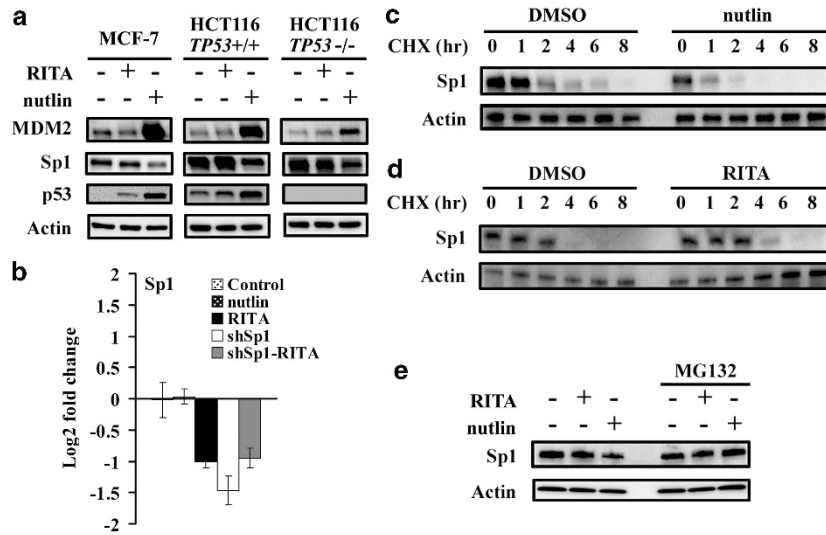 a
MCF-7
HCT116
TP53+/+
HCT116
TP53 -/-
RITA - + - - + - - + -
nutlin - - + - - + - - +
MDM2
Sp1
p53
Actin
b
Sp1
Control
nutlin
RITA
shSp1
shSp1-RITA
Log2 fold change
2
1.5
1
0.5
0
-0.5
-1
-1.5
-2
c
DMSO nutlin
CHX (hr) 0 1 2 4 6 8 0 1 2 4 6 8
Sp1
Actin
d
DMSO RITA
CHX (hr) 0 1 2 4 6 8 0 1 2 4 6 8
Sp1
Actin
e
MG132
RITA - + - - + -
nutlin - - + - - +
Sp1
Actin